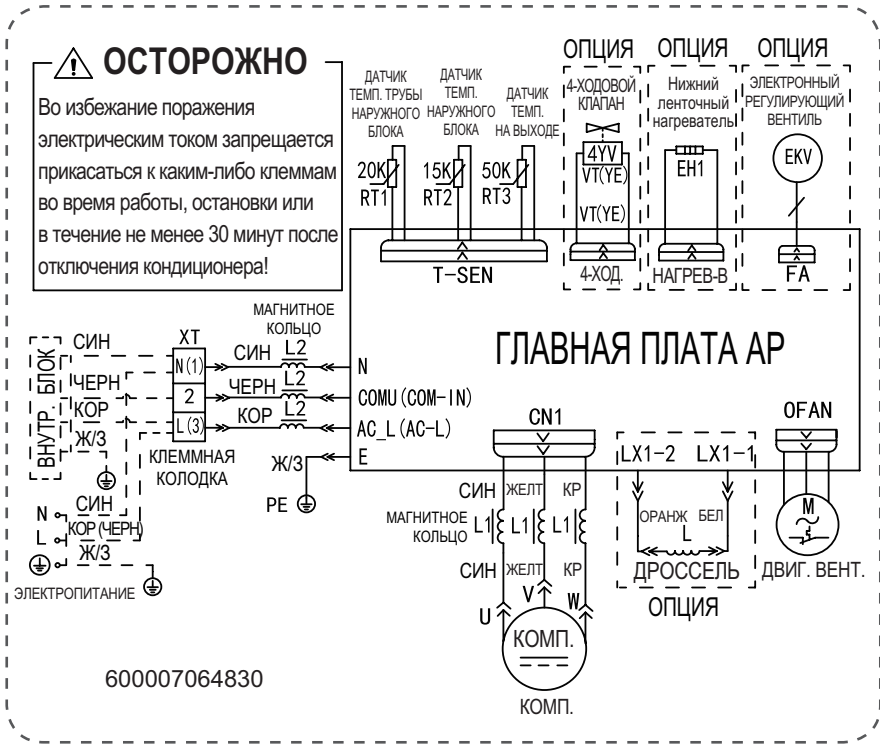 ОСТОРОЖНО
Во избежание поражения
электрическим током запрещается
прикасаться к каким-либо клеммам
во время работы, остановки или
в течение не менее 30 минут после
отключения кондиционера!
ДАТЧИК
ТЕМП. ТРУБЫ
НАРУЖНОГО
БЛОКА
ДАТЧИК
ТЕМП.
НАРУЖНОГО
БЛОКА
ДАТЧИК
ТЕМП.
НА ВЫХОДЕ
20K
RT1
15K
RT2
50K
RT3
T-SEN
ОПЦИЯ
4-ХОДОВОЙ
КЛАПАН
4YV
VT(YE)
VT(YE)
4-ХОД.
ОПЦИЯ
Нижний
ленточный
нагреватель
EH1
НАГРЕВ-В
ОПЦИЯ
ЭЛЕКТРОННЫЙ
РЕГУЛИРУЮЩИЙ
ВЕНТИЛЬ
EKV
FA
ГЛАВНАЯ ПЛАТА AP
ВНУТР. БЛОК
СИН
ЧЕРН
КОР
Ж/З
XT
N(1)
2
L(3)
КЛЕММНАЯ
КОЛОДКА
МАГНИТНОЕ
КОЛЬЦО
СИН L2
ЧЕРН L2
КОР L2
Ж/З
PE
N
COMU(COM-IN)
AC_L(AC-L)
E
N СИН
L КОР (ЧЕРН)
Ж/З
ЭЛЕКТРОПИТАНИЕ
CN1
СИН ЖЕЛТ КР
МАГНИТНОЕ
КОЛЬЦО
L1 L1 L1
СИН ЖЕЛТ КР
U V W
КОМП.
КОМП.
LX1-2 LX1-1
ОРАНЖ БЕЛ
L
ДРОССЕЛЬ
ОПЦИЯ
OFAN
M
ДВИГ. ВЕНТ.
600007064830